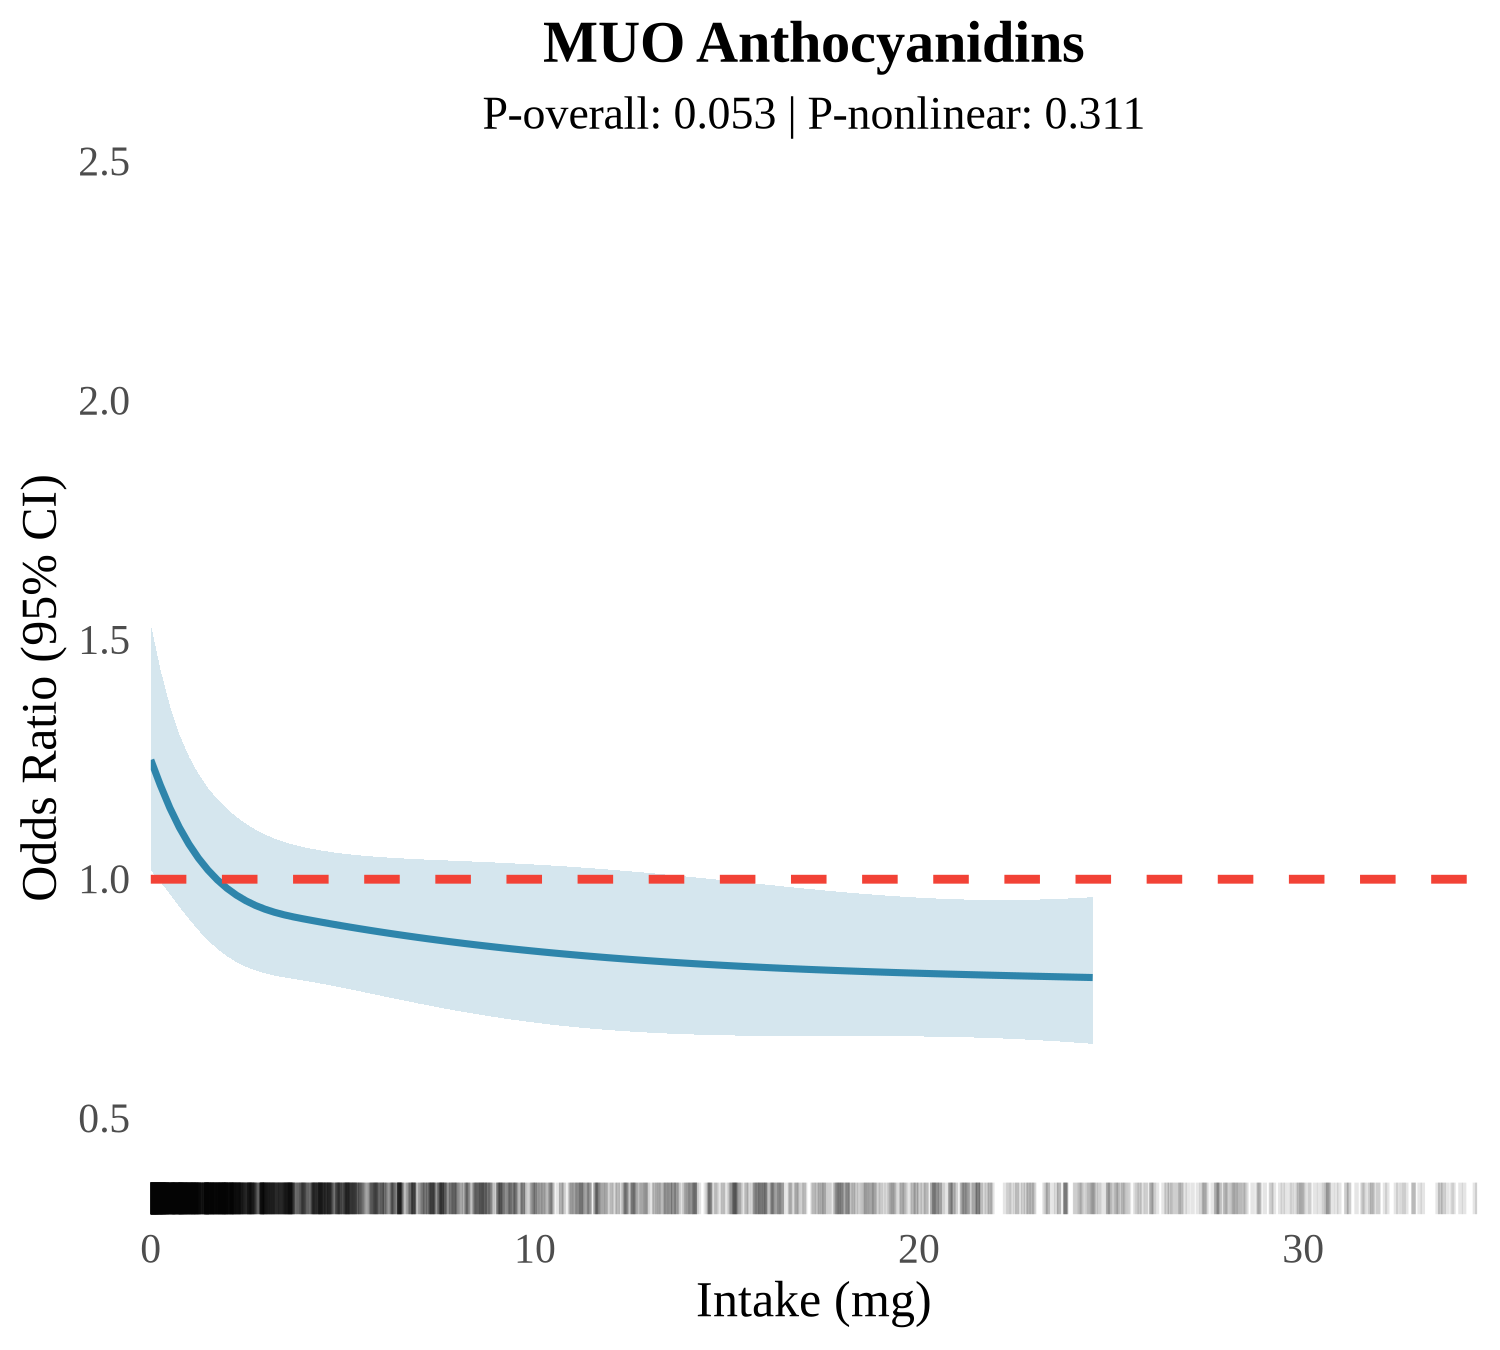 MUO Anthocyanidins
P-overall: 0.053 | P-nonlinear: 0.311
Odds Ratio (95% CI)
2.5
2.0
1.5
1.0
0.5
0 10 20 30
Intake (mg)